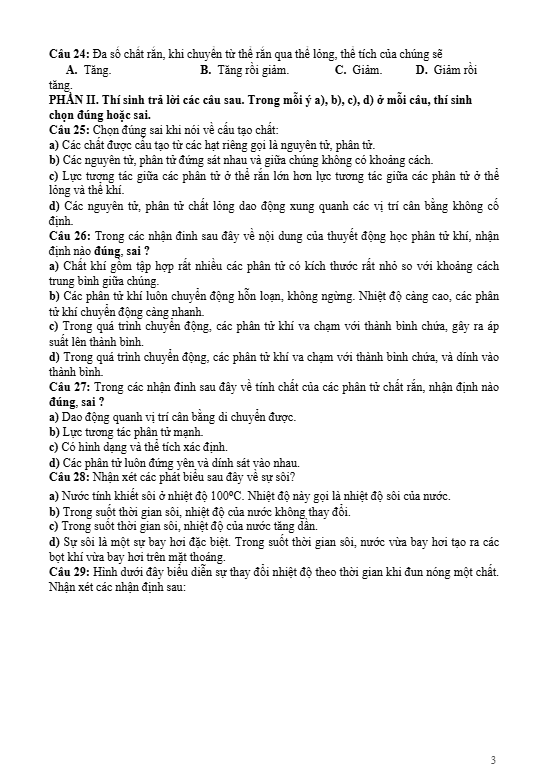 Câu 24: Đa số chất rắn, khi chuyển từ thể rắn qua thể lỏng, thể tích của chúng sẽ
A. Tăng. B. Tăng rồi giảm. C. Giảm. D. Giảm rồi
tăng.
PHẦN II. Thí sinh trả lời các câu sau. Trong mỗi ý a), b), c), d) ở mỗi câu, thí sinh
chọn đúng hoặc sai.
Câu 25: Chọn đúng sai khi nói về cấu tạo chất:
a) Các chất được cấu tạo từ các hạt riêng gọi là nguyên tử, phân tử.
b) Các nguyên tử, phân tử đứng sát nhau và giữa chúng không có khoảng cách.
c) Lực tượng tác giữa các phân tử ở thể rắn lớn hơn lực tương tác giữa các phân tử ở thể
lỏng và thể khí.
d) Các nguyên tử, phân tử chất lỏng dao động xung quanh các vị trí cân bằng không cố
định.
Câu 26: Trong các nhận đinh sau đây về nội dung của thuyết động học phân tử khí, nhận
định nào đúng, sai ?
a) Chất khí gồm tập hợp rất nhiều các phân tử có kích thước rất nhỏ so với khoảng cách
trung bình giữa chúng.
b) Các phân tử khí luôn chuyển động hỗn loạn, không ngừng. Nhiệt độ càng cao, các phân
tử khí chuyển động càng nhanh.
c) Trong quá trình chuyển động, các phân tử khí va chạm với thành bình chứa, gây ra áp
suất lên thành bình.
d) Trong quá trình chuyển động, các phân tử khí va chạm với thành bình chứa, và dính vào
thành bình.
Câu 27: Trong các nhận đinh sau đây về tính chất của các phân tử chất rắn, nhận định nào
đúng, sai ?
a) Dao động quanh vị trí cân bằng di chuyển được.
b) Lực tương tác phân tử mạnh.
c) Có hình dạng và thể tích xác định.
d) Các phân tử luôn đứng yên và dính sát vào nhau.
Câu 28: Nhận xét các phát biểu sau đây về sự sôi?
a) Nước tinh khiết sôi ở nhiệt độ 100⁰C. Nhiệt độ này gọi là nhiệt độ sôi của nước.
b) Trong suốt thời gian sôi, nhiệt độ của nước không thay đổi.
c) Trong suốt thời gian sôi, nhiệt độ của nước tăng dần.
d) Sự sôi là một sự bay hơi đặc biệt. Trong suốt thời gian sôi, nước vừa bay hơi tạo ra các
bọt khí vừa bay hơi trên mặt thoáng.
Câu 29: Hình dưới đây biểu diễn sự thay đổi nhiệt độ theo thời gian khi đun nóng một chất.
Nhận xét các nhận định sau:
3